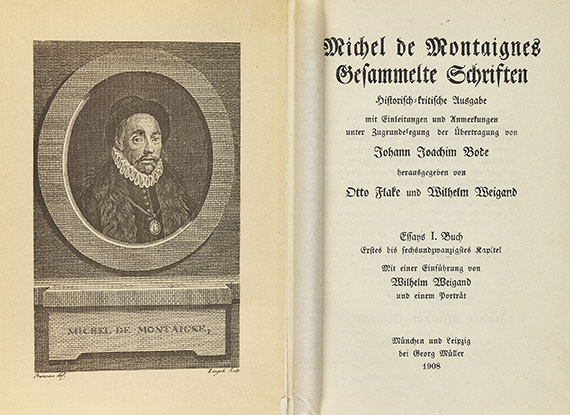 MICHEL DE MONTAIGNE,
Michel de Montaignes
Gesammelte Schriften
Historisch-kritische Ausgabe
mit Einleitungen und Anmerkungen
unter Zugrundelegung der Übertragung von
Johann Joachim Bode
herausgegeben von
Otto Flake und Wilhelm Weigand
Essays I. Buch
Erstes bis sechsundzwanzigstes Kapitel
Mit einer Einführung von
Wilhelm Weigand
und einem Porträt
München und Leipzig
bei Georg Müller
1908